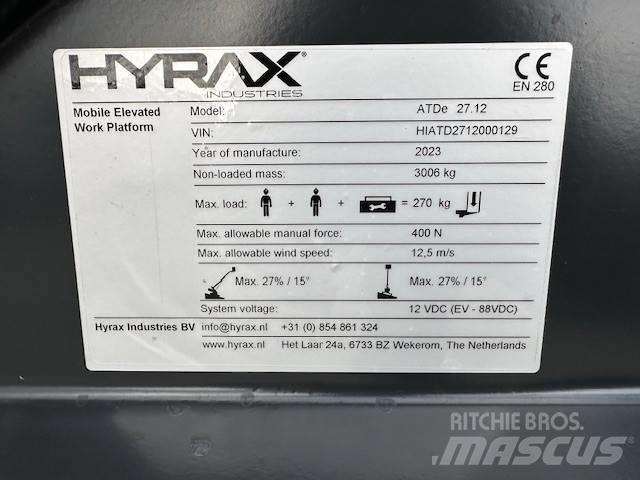 HYRAX®
INDUSTRIES
CE
EN 280
Mobile Elevated
Work Platform
Model: ATDe 27.12
VIN: HIATD2712000129
Year of manufacture: 2023
Non-loaded mass: 3006 kg
Max. load: + + = 270 kg
Max. allowable manual force: 400 N
Max. allowable wind speed: 12,5 m/s
Max. 27% / 15° Max. 27% / 15°
System voltage: 12 VDC (EV - 88VDC)
Hyrax Industries BV info@hyrax.nl +31 (0) 854 861 324
www.hyrax.nl Het Laar 24a, 6733 BZ Wekerom, The Netherlands
RITCHIE BROS.
MASCUS